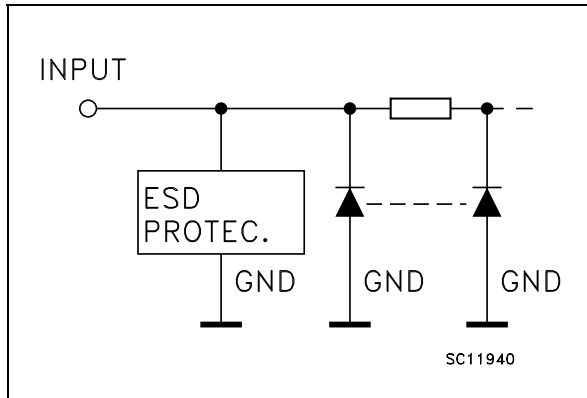 INPUT
ESD
PROTEC.
GND GND GND
SC11940